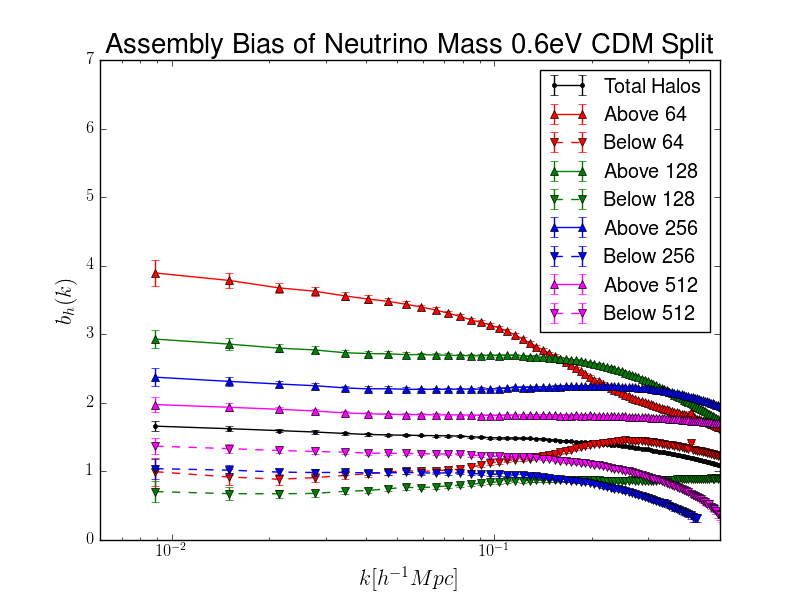 Assembly Bias of Neutrino Mass 0.6eV CDM Split
7
6
5
4
3
2
1
0
b_h(k)
Total Halos
Above 64
Below 64
Above 128
Below 128
Above 256
Below 256
Above 512
Below 512
10^{-2}
10^{-1}
k[h^{-1}Mpc]